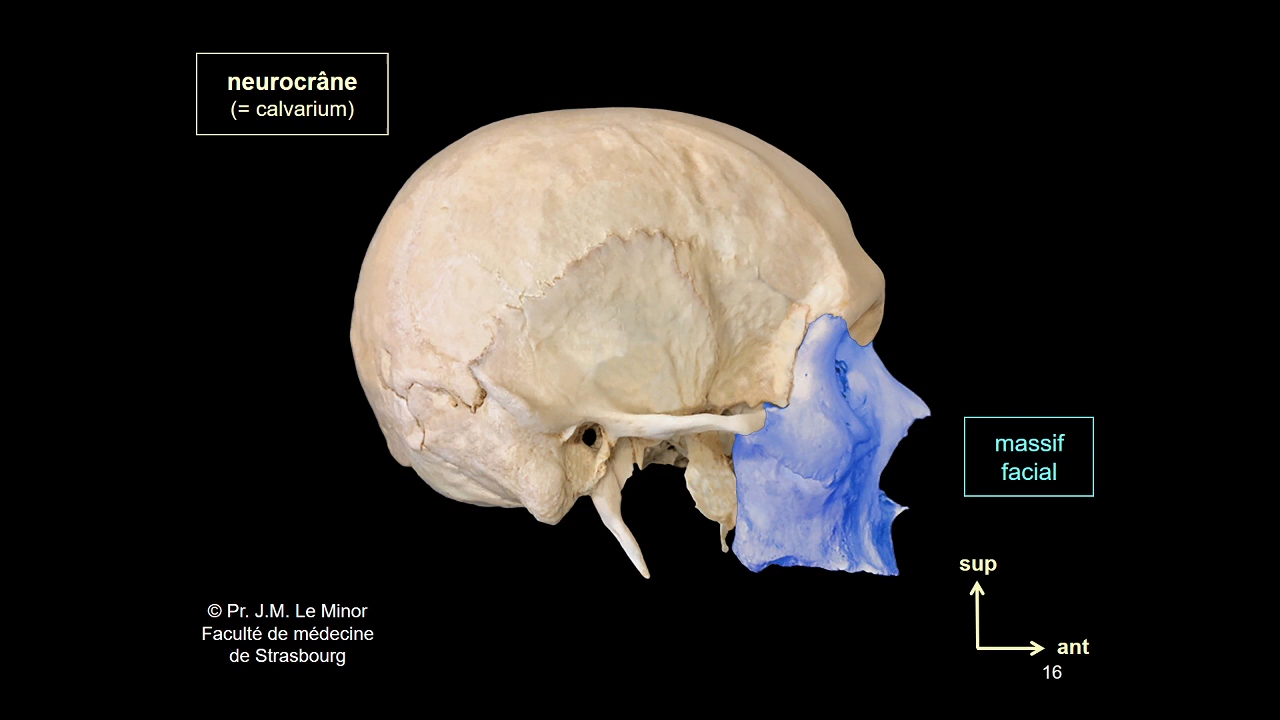 neurocrâne
(= calvarium)
massif
facial
sup
ant
16
© Pr. J.M. Le Minor
Faculté de médecine
de Strasbourg